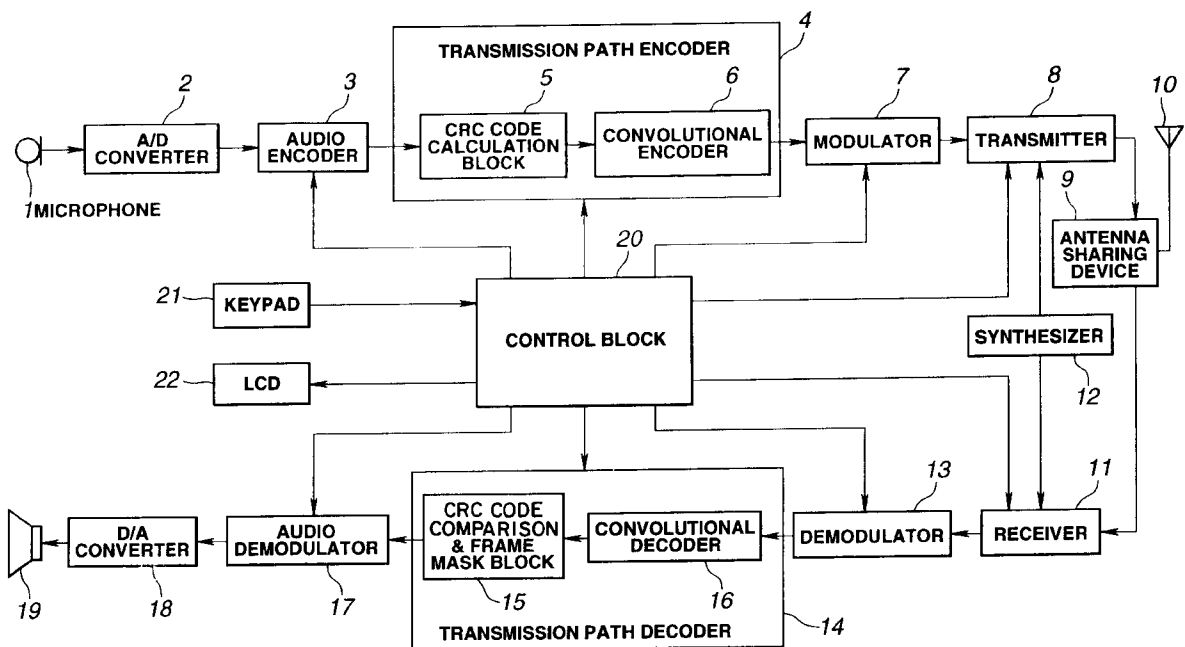 4
TRANSMISSION PATH ENCODER
2
3
5
6
7
8
10
A/D
CONVERTER
AUDIO
ENCODER
CRC CODE
CALCULATION
BLOCK
CONVOLUTIONAL
ENCODER
MODULATOR
TRANSMITTER
1 MICROPHONE
9
ANTENNA
SHARING
DEVICE
20
21
KEYPAD
CONTROL BLOCK
SYNTHESIZER
12
22
LCD
13
11
D/A
CONVERTER
AUDIO
DEMODULATOR
CRC CODE
COMPARISON
& FRAME
MASK BLOCK
CONVOLUTIONAL
DECODER
DEMODULATOR
RECEIVER
19
18
17
15
16
14
TRANSMISSION PATH DECODER